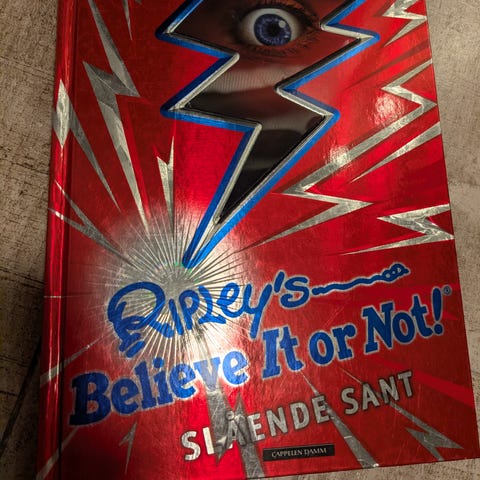 RIPLEY's
Believe It or Not!®
SLÅENDE SANT
CAPPELEN DAMM